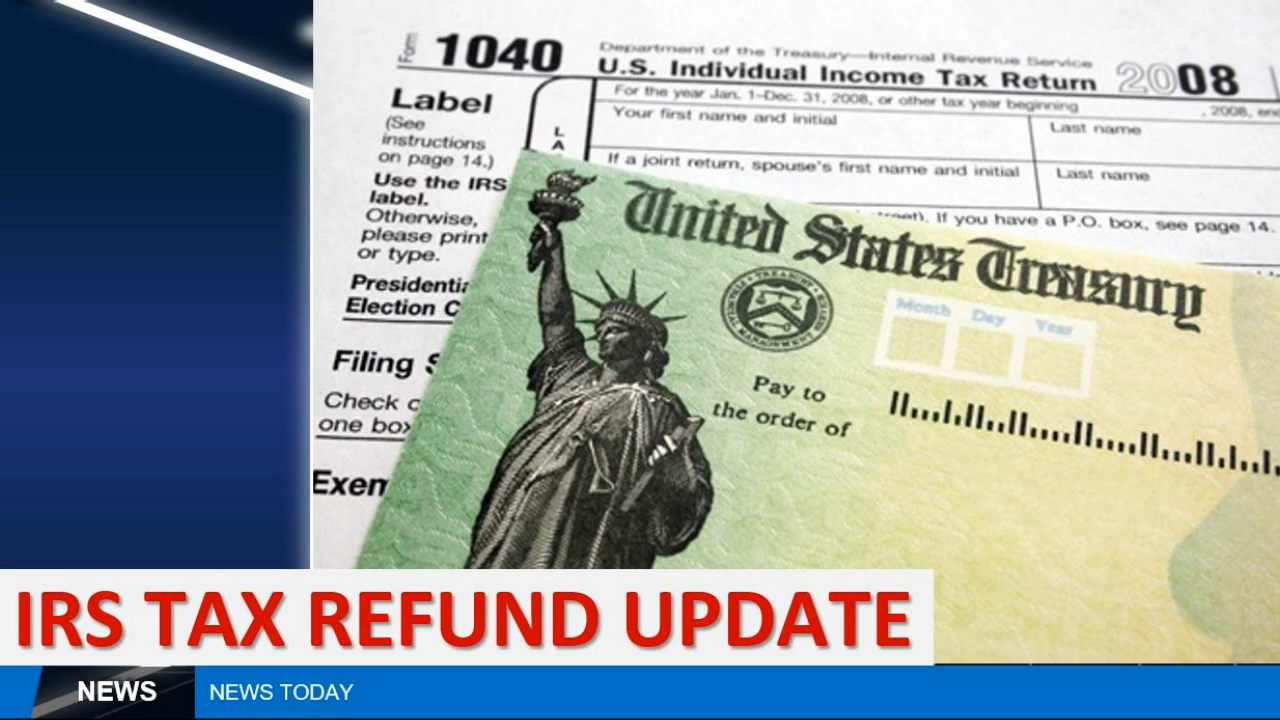 Form 1040
Department of the Treasury—Internal Revenue Service
U.S. Individual Income Tax Return 2008
For the year Jan. 1–Dec. 31, 2008, or other tax year beginning , 2008,
Label
(See
instructions
on page 14.)
Use the IRS
label.
Otherwise,
please print
or type.
L
A
Your first name and initial Last name
If a joint return, spouse's first name and initial Last name
If you have a P.O. box, see page 14.
Presidentia
Election C
Filing S
Check o
one box
Exem
United States Treasury
Month Day Year
Pay to
the order of
IRS TAX REFUND UPDATE
NEWS NEWS TODAY